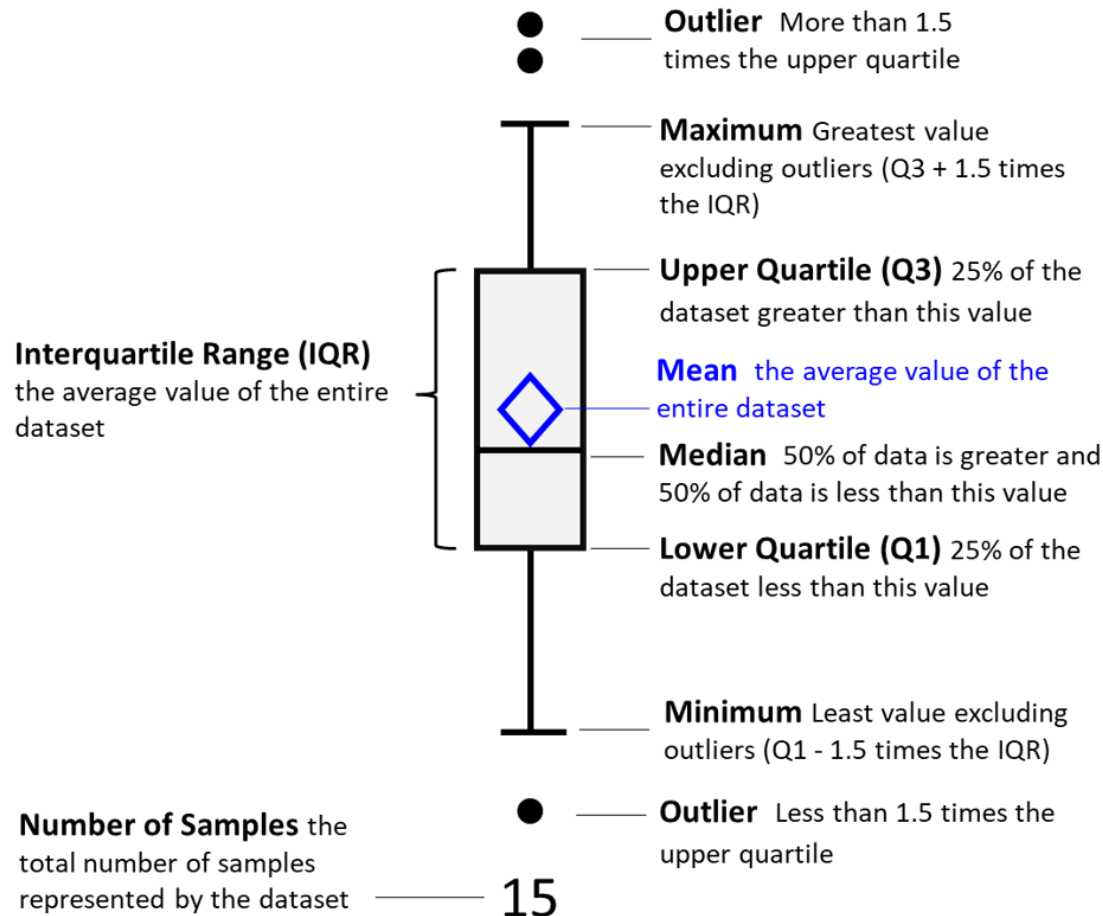 Outlier More than 1.5
times the upper quartile
Maximum Greatest value
excluding outliers (Q3 + 1.5 times
the IQR)
Upper Quartile (Q3) 25% of the
dataset greater than this value
Interquartile Range (IQR)
the average value of the entire
dataset
Mean the average value of the
entire dataset
Median 50% of data is greater and
50% of data is less than this value
Lower Quartile (Q1) 25% of the
dataset less than this value
Minimum Least value excluding
outliers (Q1 - 1.5 times the IQR)
Outlier Less than 1.5 times the
upper quartile
Number of Samples the
total number of samples
represented by the dataset
15